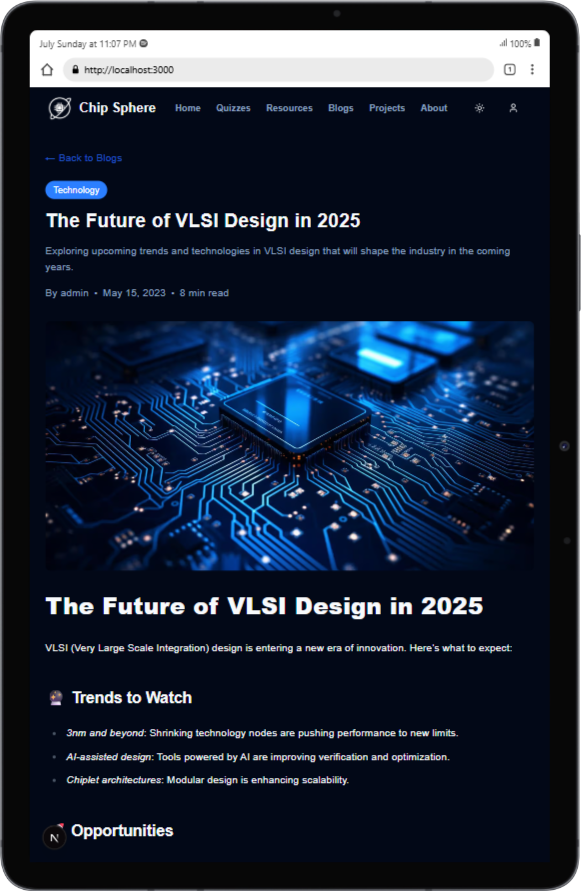 July Sunday at 11:07 PM
100%
http://localhost:3000
1
Chip Sphere Home Quizzes Resources Blogs Projects About
← Back to Blogs
Technology
The Future of VLSI Design in 2025
Exploring upcoming trends and technologies in VLSI design that will shape the industry in the coming
years.
By admin • May 15, 2023 • 8 min read
The Future of VLSI Design in 2025
VLSI (Very Large Scale Integration) design is entering a new era of innovation. Here's what to expect:
🔮 Trends to Watch
• 3nm and beyond: Shrinking technology nodes are pushing performance to new limits.
• AI-assisted design: Tools powered by AI are improving verification and optimization.
• Chiplet architectures: Modular design is enhancing scalability.
N
Opportunities